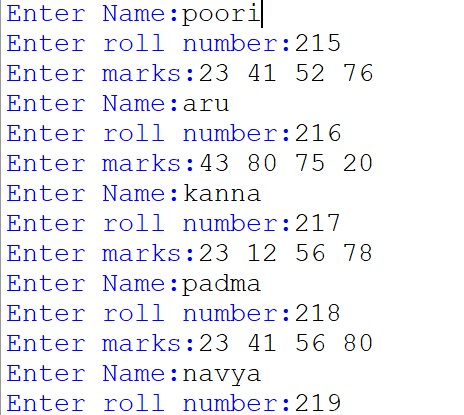 Enter Name:poori
Enter roll number:215
Enter marks:23 41 52 76
Enter Name:aru
Enter roll number:216
Enter marks:43 80 75 20
Enter Name:kanna
Enter roll number:217
Enter marks:23 12 56 78
Enter Name:padma
Enter roll number:218
Enter marks:23 41 56 80
Enter Name:navya
Enter roll number:219